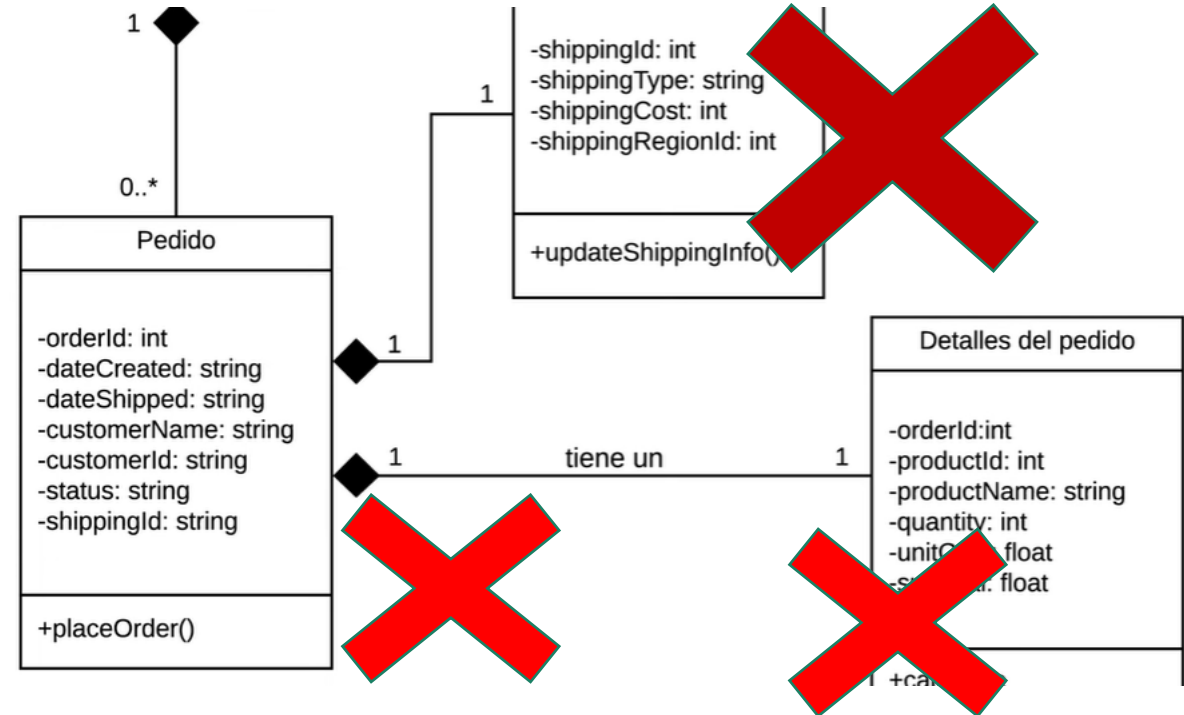 1
0..*
Pedido
-orderId: int
-dateCreated: string
-dateShipped: string
-customerName: string
-customerId: string
-status: string
-shippingId: string
+placeOrder()
1
1
-shippingId: int
-shippingType: string
-shippingCost: int
-shippingRegionId: int
+updateShippingInfo()
1
tiene un
1
Detalles del pedido
-orderId:int
-productId: int
-productName: string
-quantity: int
float
float